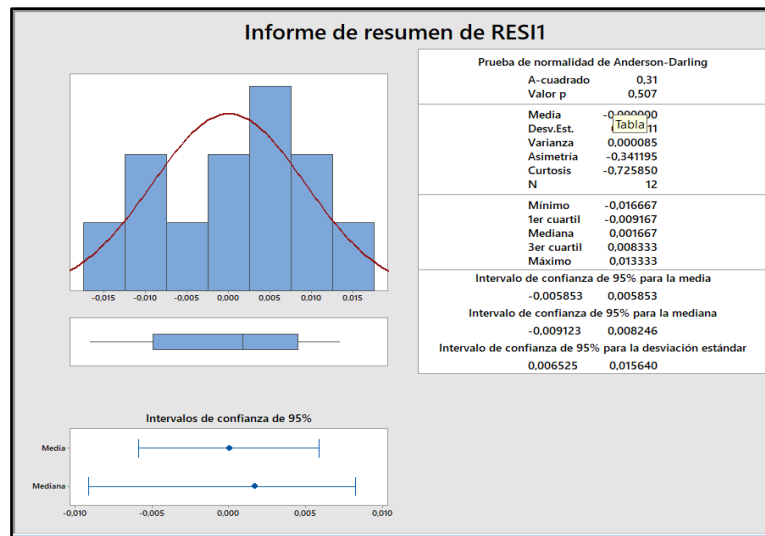 Informe de resumen de RESI1
Prueba de normalidad de Anderson-Darling
A-cuadrado 0,31
Valor p 0,507
Media -0,000000
Desv.Est. 11
Tabla
Varianza 0,000085
Asimetría -0,341195
Curtosis -0,725850
N 12
Mínimo -0,016667
1er cuartil -0,009167
Mediana 0,001667
3er cuartil 0,008333
Máximo 0,013333
Intervalo de confianza de 95% para la media
-0,005853 0,005853
Intervalo de confianza de 95% para la mediana
-0,009123 0,008246
Intervalo de confianza de 95% para la desviación estándar
0,006525 0,015640
-0,015 -0,010 -0,005 0,000 0,005 0,010 0,015
Intervalos de confianza de 95%
Media
Mediana
-0,010 -0,005 0,000 0,005 0,010